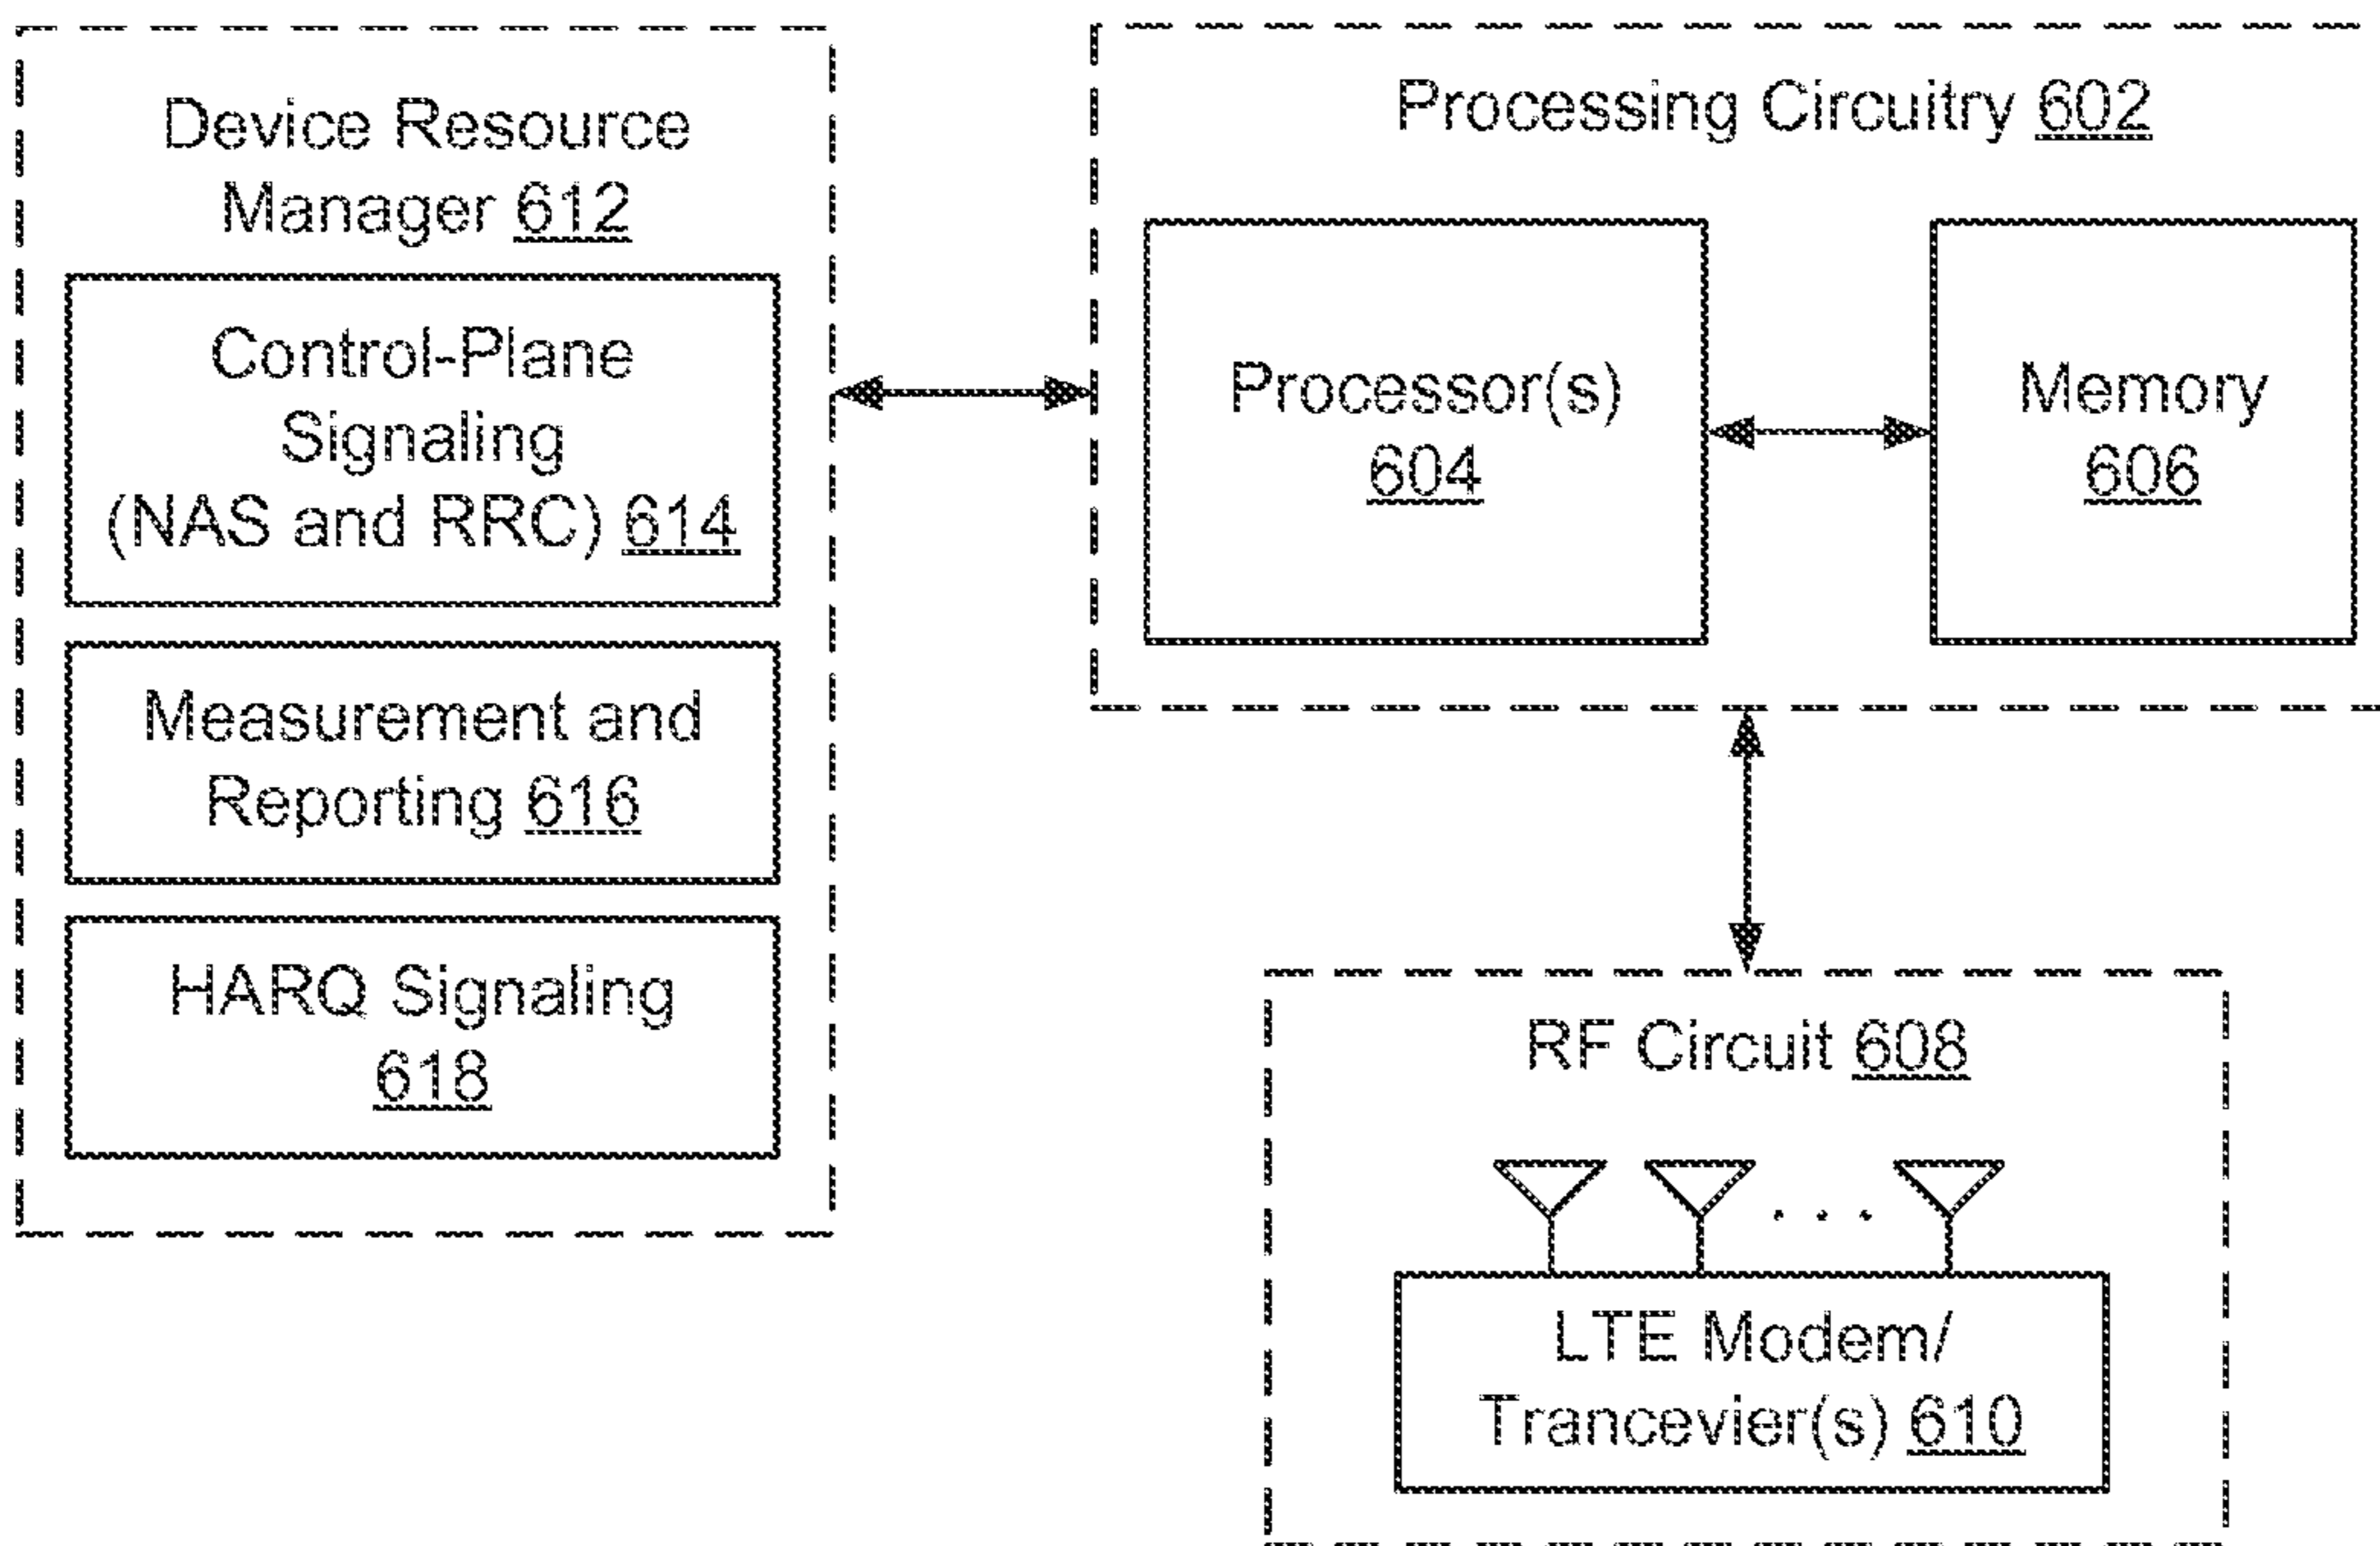 Device Resource
Manager 612
Control-Plane
Signaling
(NAS and RRC) 614
Measurement and
Reporting 616
HARQ Signaling
618
Processing Circuitry 602
Processor(s)
604
Memory
606
RF Circuit 608
LTE Modem/
Trancevier(s) 610